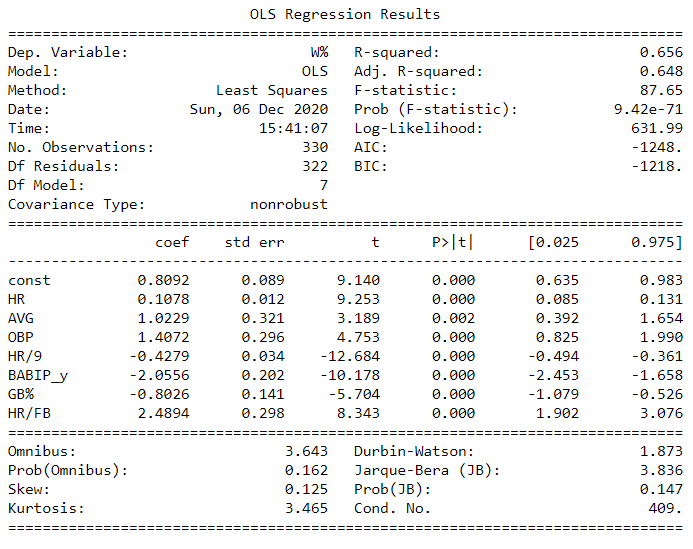 OLS Regression Results
==============================================================================
Dep. Variable: W% R-squared: 0.656
Model: OLS Adj. R-squared: 0.648
Method: Least Squares F-statistic: 87.65
Date: Sun, 06 Dec 2020 Prob (F-statistic): 9.42e-71
Time: 15:41:07 Log-Likelihood: 631.99
No. Observations: 330 AIC: -1248.
Df Residuals: 322 BIC: -1218.
Df Model: 7
Covariance Type: nonrobust
==============================================================================
coef std err t P>|t| [0.025 0.975]
------------------------------------------------------------------------------
const 0.8092 0.089 9.140 0.000 0.635 0.983
HR 0.1078 0.012 9.253 0.000 0.085 0.131
AVG 1.0229 0.321 3.189 0.002 0.392 1.654
OBP 1.4072 0.296 4.753 0.000 0.825 1.990
HR/9 -0.4279 0.034 -12.684 0.000 -0.494 -0.361
BABIP_y -2.0556 0.202 -10.178 0.000 -2.453 -1.658
GB% -0.8026 0.141 -5.704 0.000 -1.079 -0.526
HR/FB 2.4894 0.298 8.343 0.000 1.902 3.076
==============================================================================
Omnibus: 3.643 Durbin-Watson: 1.873
Prob(Omnibus): 0.162 Jarque-Bera (JB): 3.836
Skew: 0.125 Prob(JB): 0.147
Kurtosis: 3.465 Cond. No. 409.
==============================================================================